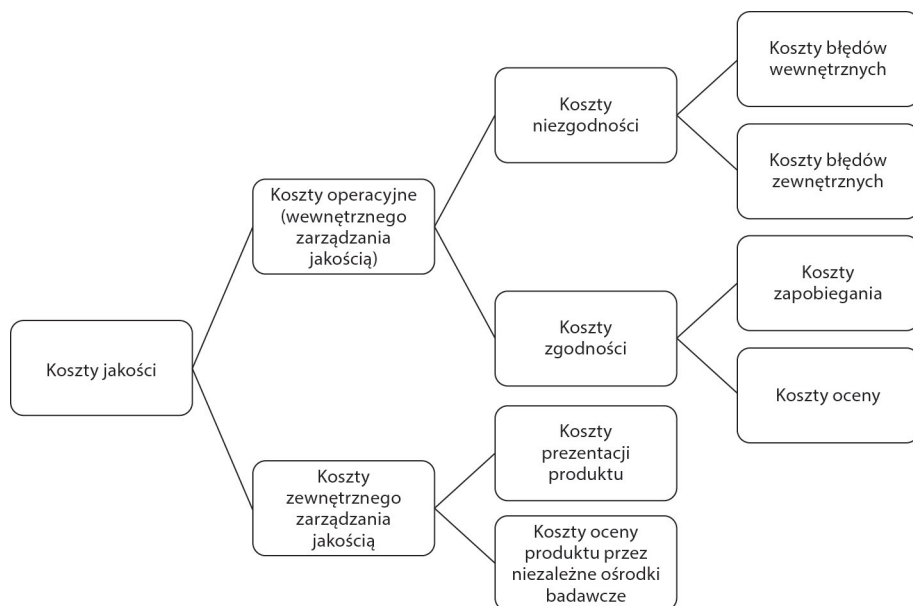 Koszty błędów
wewnętrznych
Koszty
niezgodności
Koszty błędów
zewnętrznych
Koszty operacyjne
(wewnętrznego
zarządzania
jakością)
Koszty
zapobiegania
Koszty
zgodności
Koszty jakości
Koszty oceny
Koszty
prezentacji
produktu
Koszty
zewnętrznego
zarządzania
jakością
Koszty oceny
produktu przez
niezależne ośrodki
badawcze